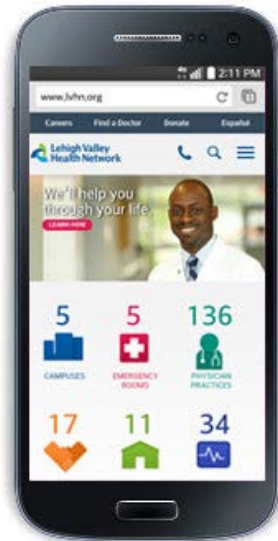 2:11 PM
www.lvhn.org
Careers Find a Doctor Donate Español
Lehigh Valley
Health Network
We'll help you
through your life
LEARN MORE
5 5 136
CAMPUSES EMERGENCY ROOMS PHYSICIAN PRACTICES
17 11 34